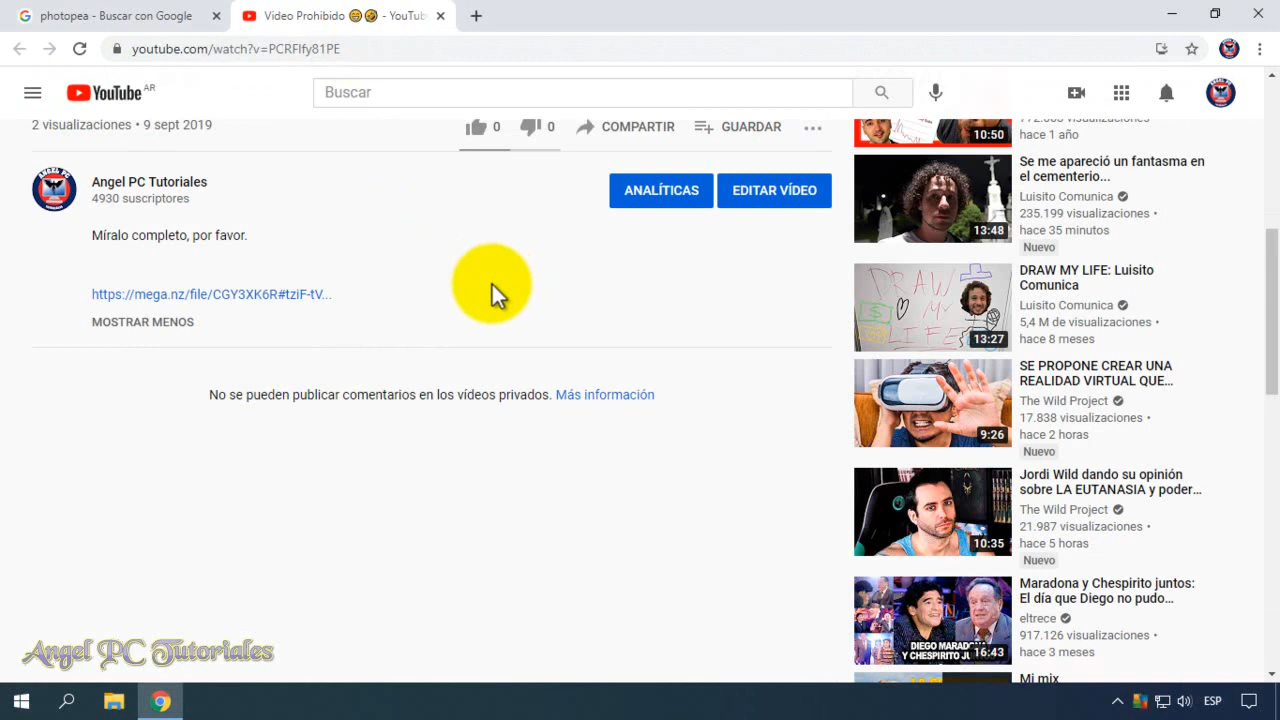 photopea - Buscar con Google
Video Prohibido 😁🤣 - YouTu
youtube.com/watch?v=PCRFIfy81PE
YouTube AR
Buscar
2 visualizaciones • 9 sept 2019
0
0
COMPARTIR
GUARDAR
Angel PC Tutoriales
4930 suscriptores
ANALÍTICAS
EDITAR VÍDEO
Míralo completo, por favor.
https://mega.nz/file/CGY3XK6R#tziF-tV...
MOSTRAR MENOS
No se pueden publicar comentarios en los vídeos privados. Más información
10:50
hace 1 año
13:48
Se me apareció un fantasma en
el cementerio...
Luisito Comunica
235.199 visualizaciones •
hace 35 minutos
Nuevo
DRAW MY LIFE
13:27
DRAW MY LIFE: Luisito
Comunica
Luisito Comunica
5,4 M de visualizaciones •
hace 8 meses
9:26
SE PROPONE CREAR UNA
REALIDAD VIRTUAL QUE...
The Wild Project
17.838 visualizaciones •
hace 2 horas
Nuevo
10:35
Jordi Wild dando su opinión
sobre LA EUTANASIA y poder...
The Wild Project
21.987 visualizaciones •
hace 5 horas
Nuevo
DIEGO MARADONA
Y CHESPIRITO JUNTOS
16:43
Maradona y Chespirito juntos:
El día que Diego no pudo...
eltrece
917.126 visualizaciones •
hace 3 meses
Mi mix
Angel PC Tutoriales
ESP